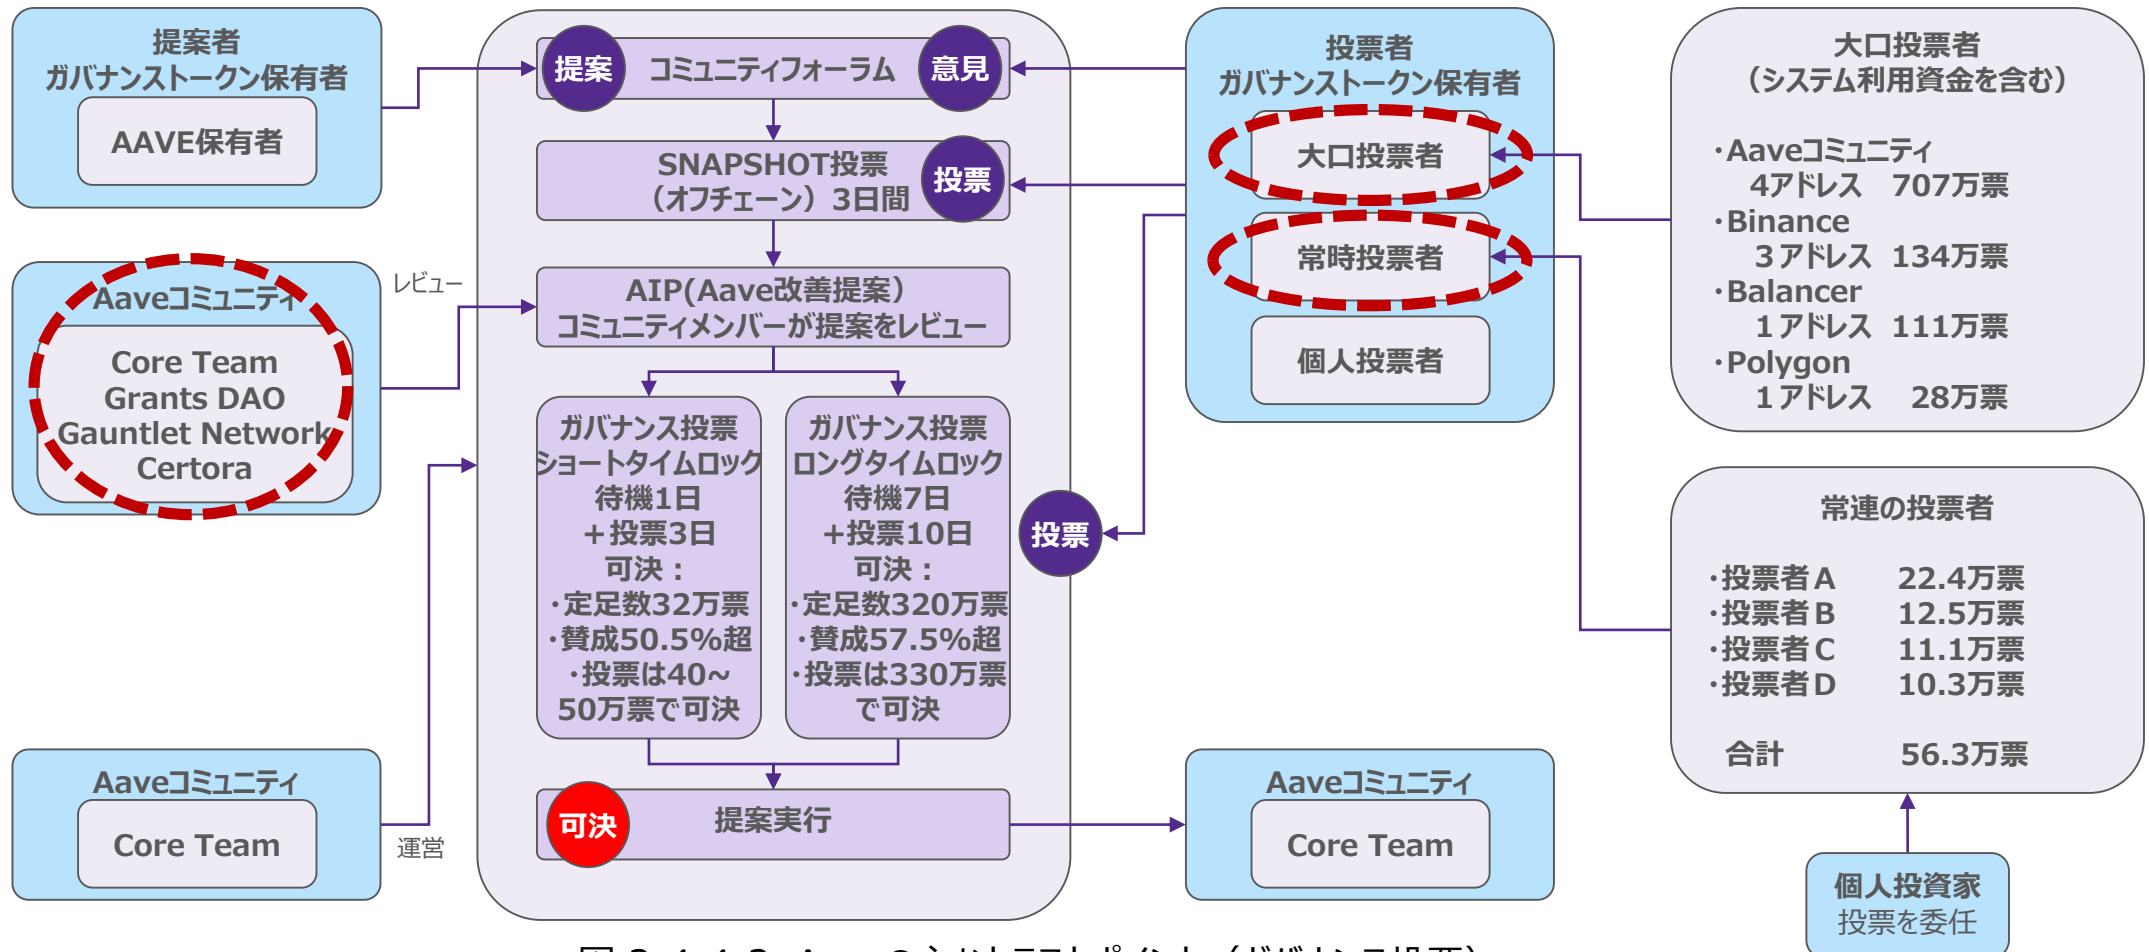 提案者
ガバナンストークン保有者
AAVE保有者
Aaveコミュニティ
Core Team
Grants DAO
Gauntlet Network
Certora
レビュー
Aaveコミュニティ
Core Team
運営
提案
コミュニティフォーラム
意見
SNAPSHOT投票
（オフチェーン）3日間
投票
AIP(Aave改善提案）
コミュニティメンバーが提案をレビュー
ガバナンス投票
ショートタイムロック
待機1日
＋投票3日
可決：
・定足数32万票
・賛成50.5%超
・投票は40~
50万票で可決
ガバナンス投票
ロングタイムロック
待機7日
+投票10日
可決：
・定足数320万票
・賛成57.5%超
・投票は330万票
で可決
投票
可決
提案実行
投票者
ガバナンストークン保有者
大口投票者
常時投票者
個人投票者
Aaveコミュニティ
Core Team
大口投票者
（システム利用資金を含む）
・Aaveコミュニティ
4アドレス 707万票
・Binance
３アドレス 134万票
・Balancer
１アドレス 111万票
・Polygon
１アドレス 28万票
常連の投票者
・投票者Ａ 22.4万票
・投票者Ｂ 12.5万票
・投票者Ｃ 11.1万票
・投票者Ｄ 10.3万票
合計 56.3万票
個人投資家
投票を委任